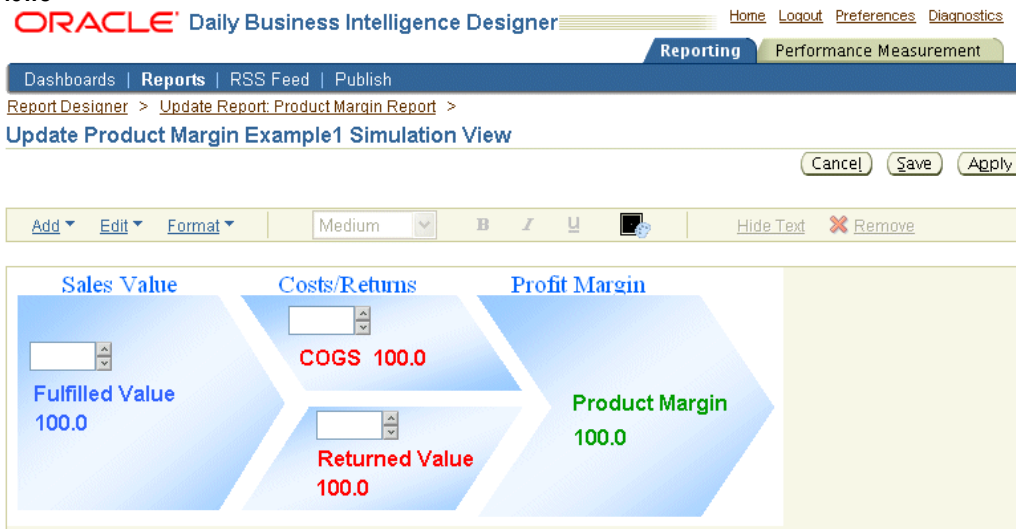 ORACLE Daily Business Intelligence Designer
Home Logout Preferences Diagnostics
Reporting Performance Measurement
Dashboards | Reports | RSS Feed | Publish
Report Designer > Update Report: Product Margin Report >
Update Product Margin Example1 Simulation View
Cancel Save Apply
Add Edit Format Medium B I U Hide Text Remove
Sales Value Costs/Returns Profit Margin
COGS 100.0
Fulfilled Value
100.0
Product Margin
100.0
Returned Value
100.0